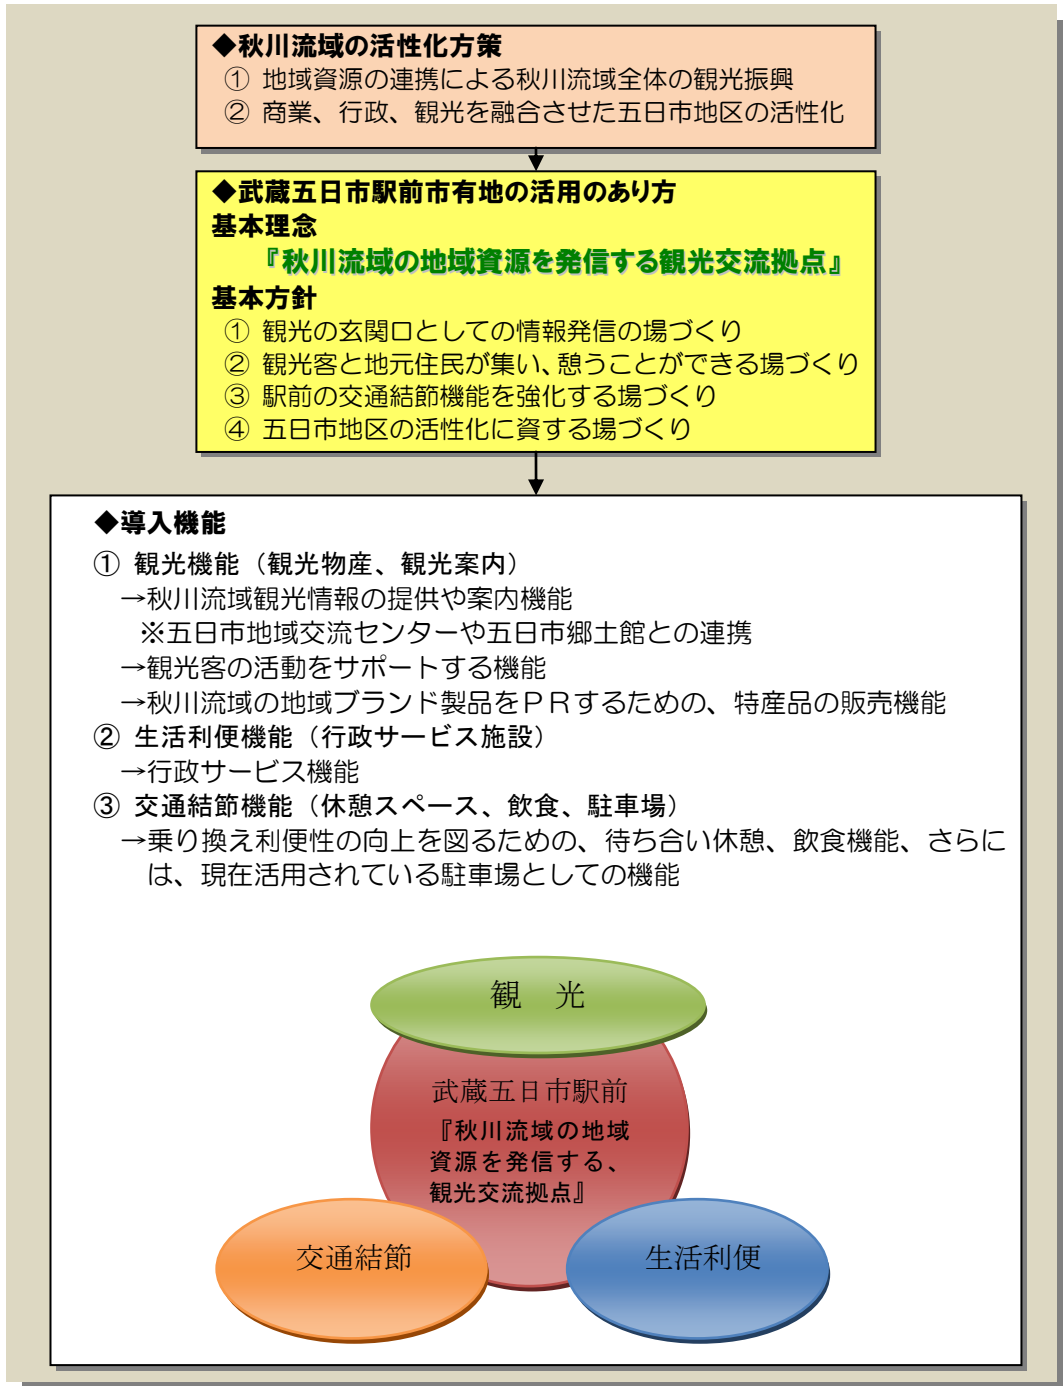 ◆秋川流域の活性化方策
① 地域資源の連携による秋川流域全体の観光振興
② 商業、行政、観光を融合させた五日市地区の活性化
◆武蔵五日市駅前市有地の活用のあり方
基本理念
『秋川流域の地域資源を発信する観光交流拠点』
基本方針
① 観光の玄関口としての情報発信の場づくり
② 観光客と地元住民が集い、憩うことができる場づくり
③ 駅前の交通結節機能を強化する場づくり
④ 五日市地区の活性化に資する場づくり
◆導入機能
① 観光機能（観光物産、観光案内）
→秋川流域観光情報の提供や案内機能
※五日市地域交流センターや五日市郷土館との連携
→観光客の活動をサポートする機能
→秋川流域の地域ブランド製品をＰＲするための、特産品の販売機能
② 生活利便機能（行政サービス施設）
→行政サービス機能
③ 交通結節機能（休憩スペース、飲食、駐車場）
→乗り換え利便性の向上を図るための、待ち合い休憩、飲食機能、さらに
は、現在活用されている駐車場としての機能
観　光
武蔵五日市駅前
『秋川流域の地域
資源を発信する、
観光交流拠点』
交通結節
生活利便